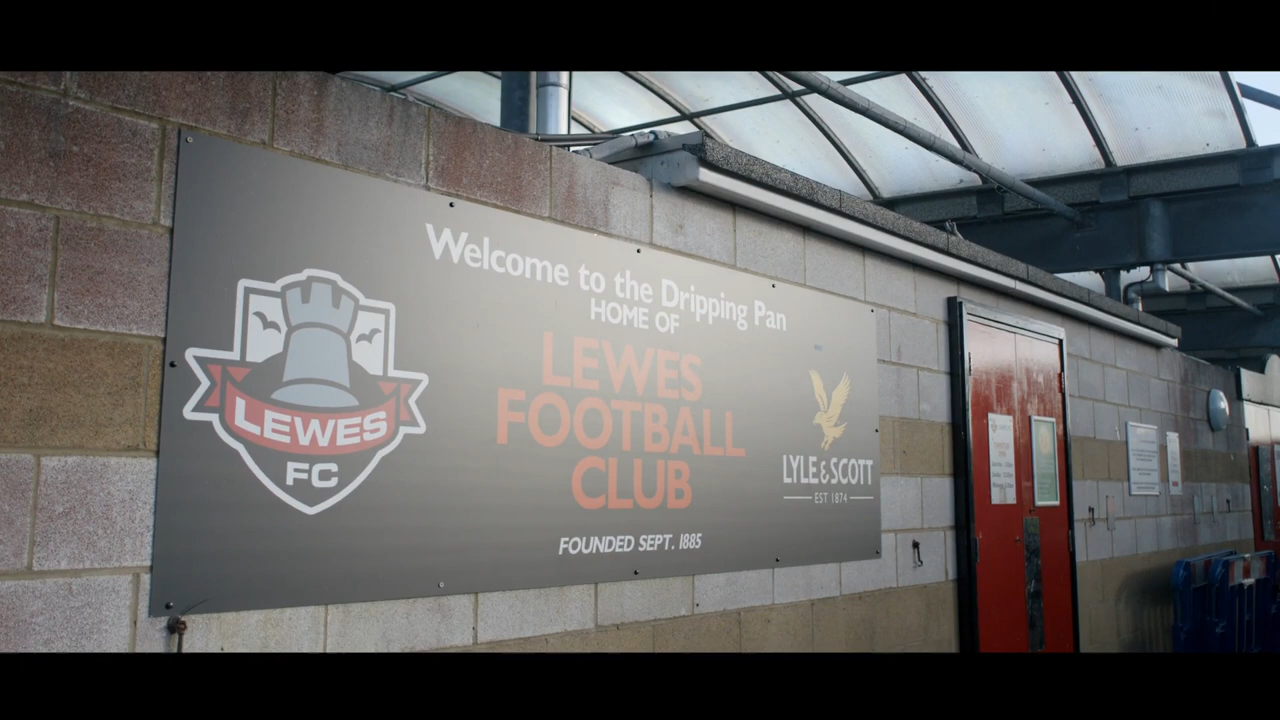 Welcome to the Dripping Pan
HOME OF
LEWES
FOOTBALL
CLUB
FOUNDED SEPT. 1885
LEWES
FC
LYLE & SCOTT
EST 1874